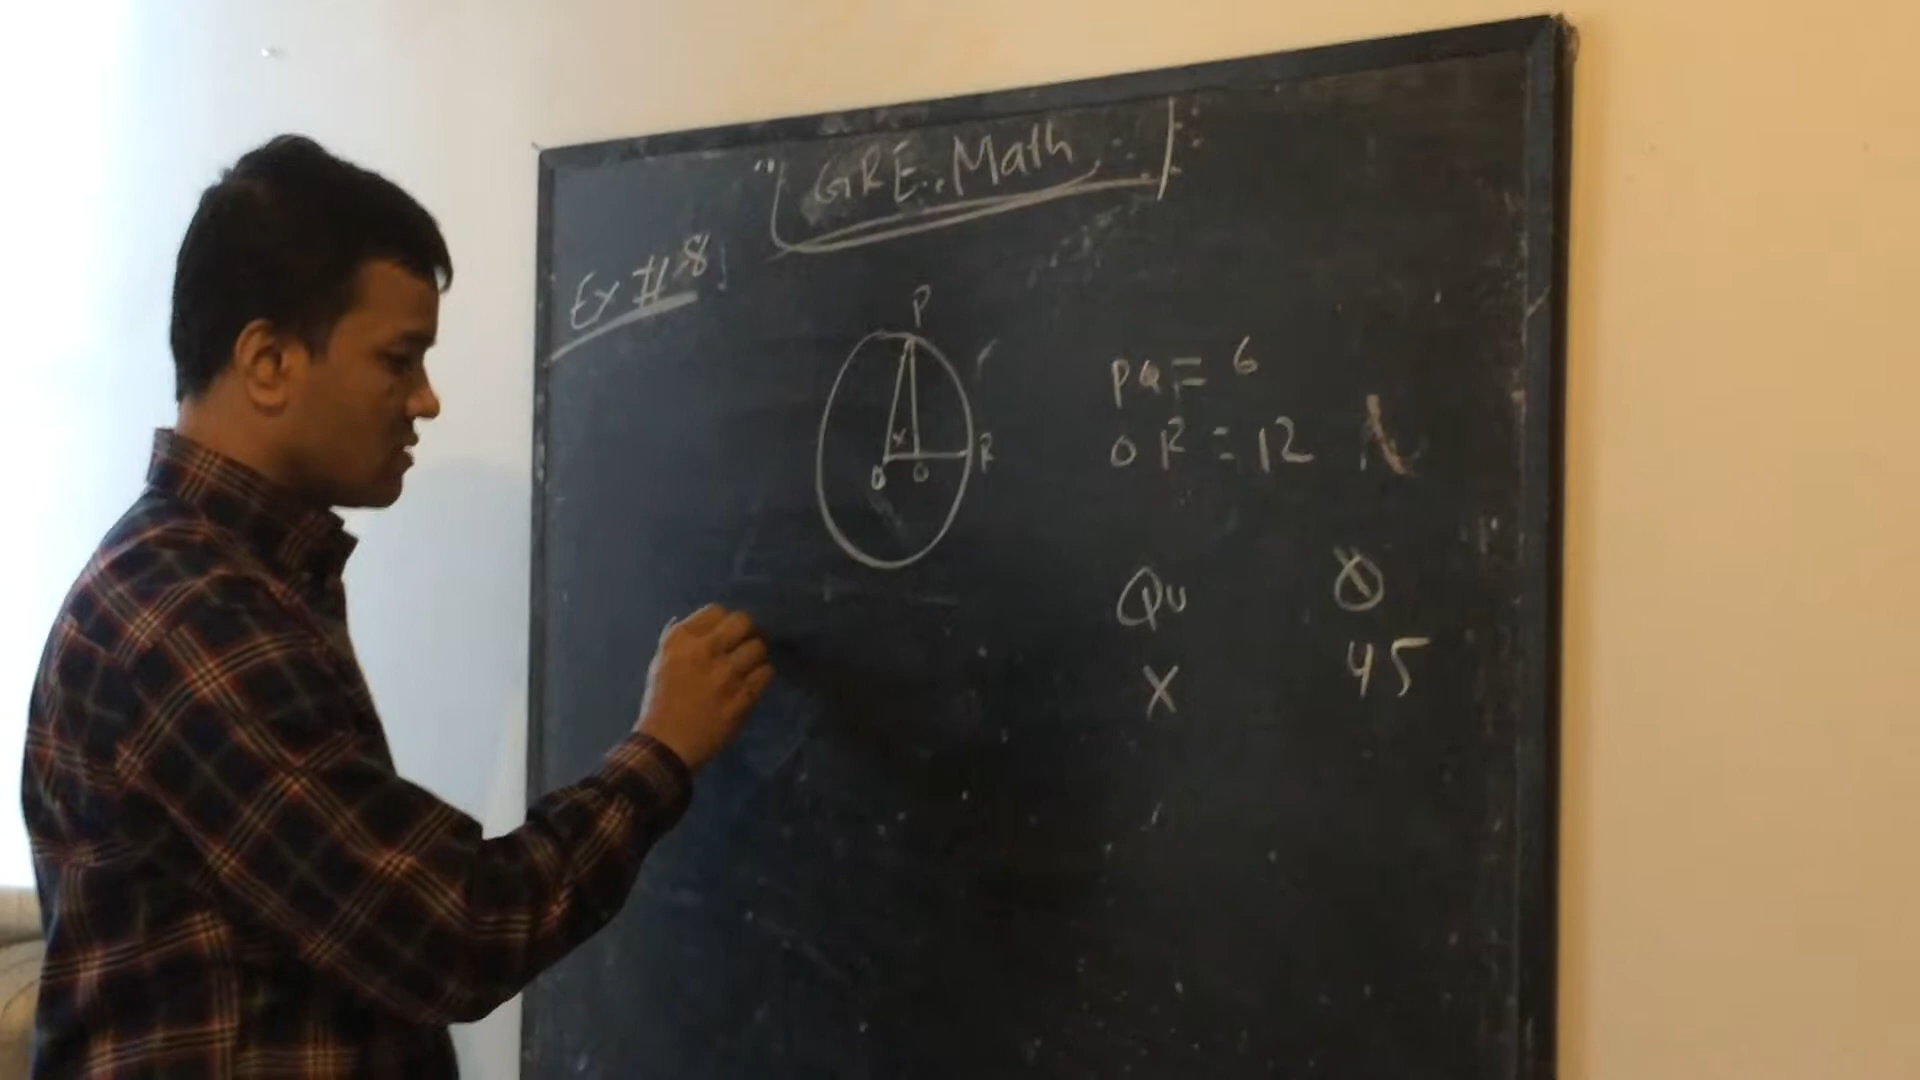 GRE. Math
Ex # 8
P
X
R
O
PQ = 6
OR = 12
Qu
X
45